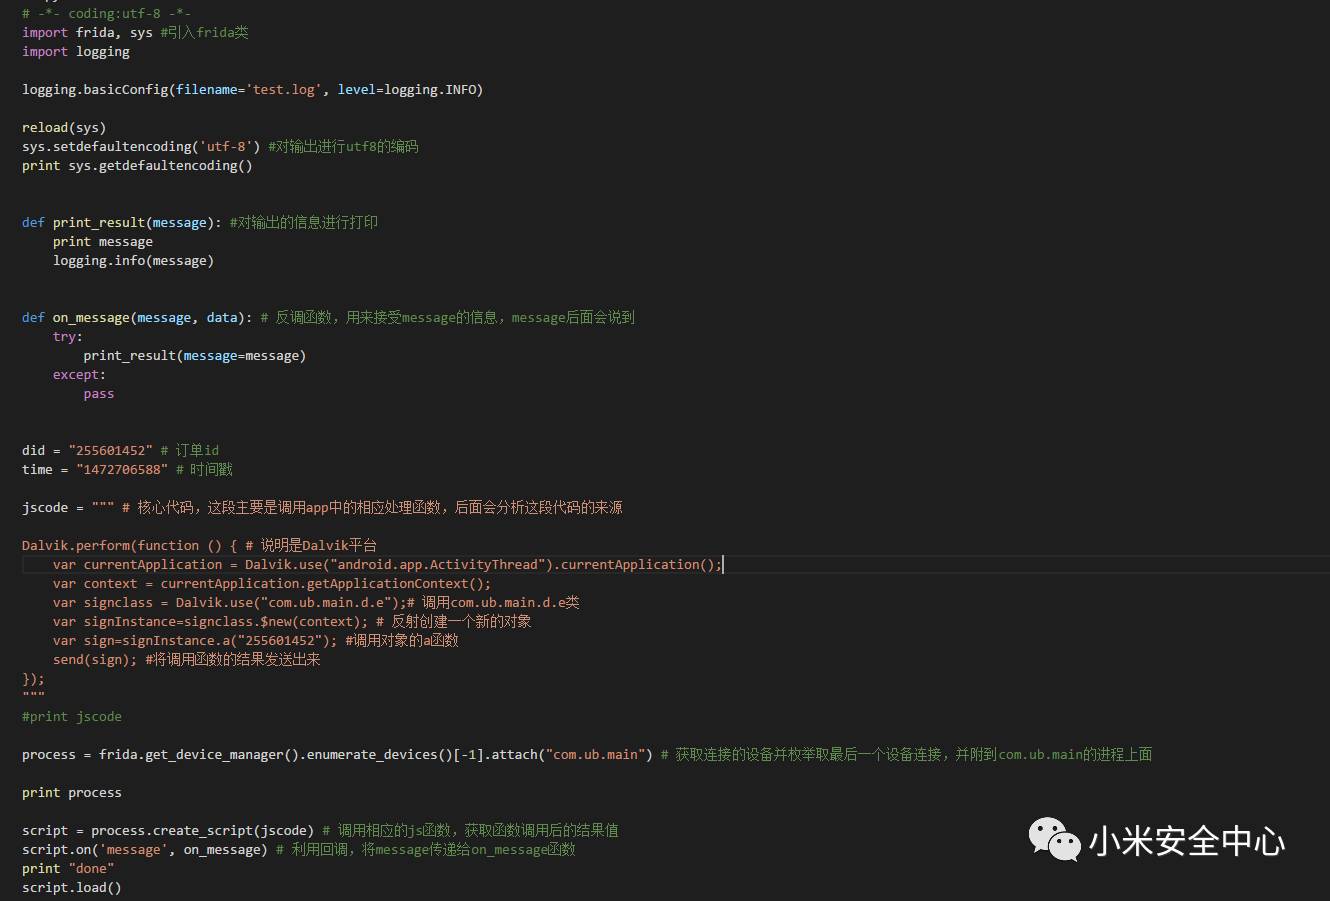 # -*- coding:utf-8 -*-
import frida, sys #引入frida类
import logging
logging.basicConfig(filename='test.log', level=logging.INFO)
reload(sys)
sys.setdefaultencoding('utf-8') #对输出进行utf8的编码
print sys.getdefaultencoding()
def print_result(message): #对输出的信息进行打印
    print message
    logging.info(message)
def on_message(message, data): # 反调函数，用来接受message的信息，message后面会说到
    try:
        print_result(message=message)
    except:
        pass
did = "255601452" # 订单id
time = "1472706588" # 时间戳
jscode = """ # 核心代码，这段主要是调用app中的相应处理函数，后面会分析这段代码的来源
Dalvik.perform(function () { # 说明是Dalvik平台
    var currentApplication = Dalvik.use("android.app.ActivityThread").currentApplication();
    var context = currentApplication.getApplicationContext();
    var signclass = Dalvik.use("com.ub.main.d.e");# 调用com.ub.main.d.e类
    var signInstance=signclass.$new(context); # 反射创建一个新的对象
    var sign=signInstance.a("255601452"); #调用对象的a函数
    send(sign); #将调用函数的结果发送出来
});
"""
#print jscode
process = frida.get_device_manager().enumerate_devices()[-1].attach("com.ub.main") # 获取连接的设备并枚举取最后一个设备连接，并附到com.ub.main的进程上面
print process
script = process.create_script(jscode) # 调用相应的js函数，获取函数调用后的结果值
script.on('message', on_message) # 利用回调，将message传递给on_message函数
print "done"
script.load()
小米安全中心